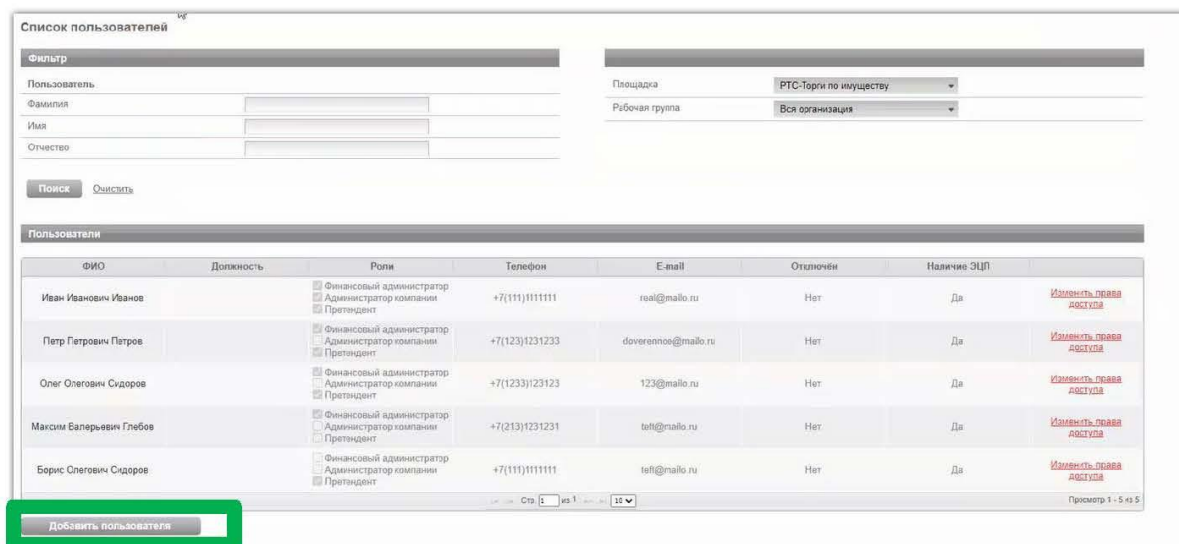 Список пользователей
Фильтр
Пользователь
Фамилия
Имя
Отчество
Площадка РТС-Торги по имуществу
Рабочая группа Вся организация
Поиск Очистить
Пользователи
ФИО Должность Роли Телефон E-mail Отключён Наличие ЭЦП
Иван Иванович Иванов Финансовый администратор Администратор компании Претендент +7(111)1111111 real@mailo.ru Нет Да Изменить права доступа
Петр Петрович Петров Финансовый администратор Администратор компании Претендент +7(123)1231233 doverennoe@mailo.ru Нет Да Изменить права доступа
Олег Олегович Сидоров Финансовый администратор Администратор компании Претендент +7(1233)123123 123@mailo.ru Нет Да Изменить права доступа
Максим Валерьевич Глебов Финансовый администратор Администратор компании Претендент +7(213)1231231 teft@mailo.ru Нет Да Изменить права доступа
Борис Олегович Сидоров Финансовый администратор Администратор компании Претендент +7(111)1111111 teft@mailo.ru Нет Да Изменить права доступа
Стр. 1 из 1 10 Просмотр 1 - 5 из 5
Добавить пользователя